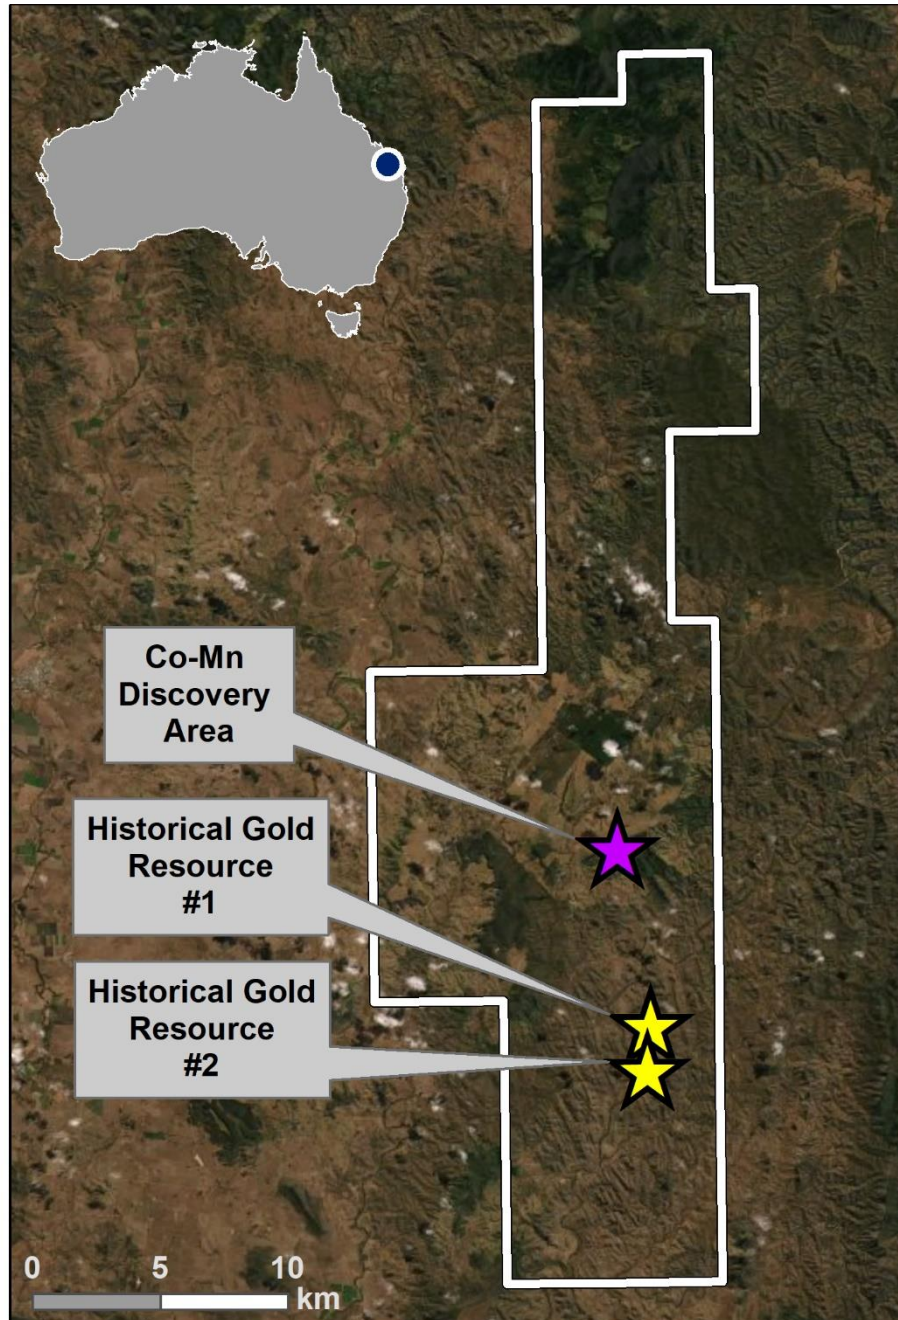 Co-Mn
Discovery
Area
Historical Gold
Resource
#1
Historical Gold
Resource
#2
0 5 10
km